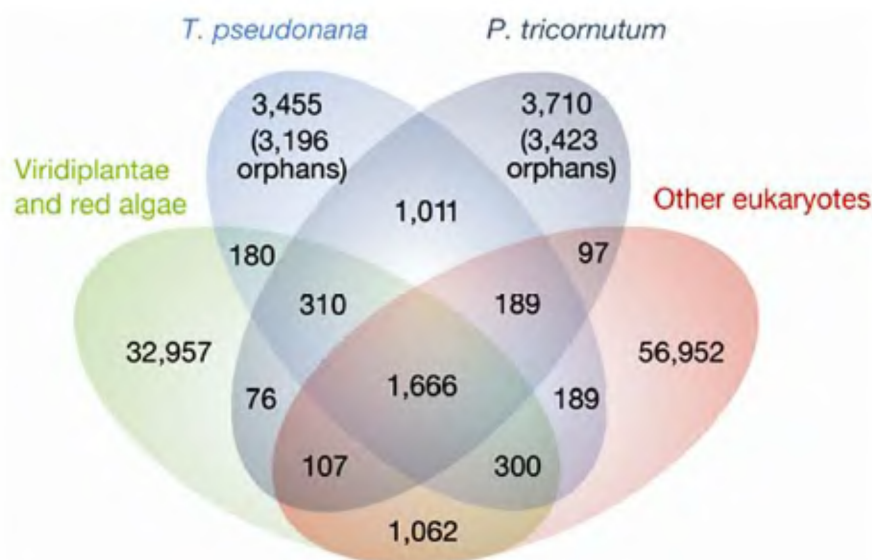 T. pseudonana
P. tricornutum
3,455
(3,196
orphans)
3,710
(3,423
orphans)
Viridiplantae
and red algae
Other eukaryotes
1,011
180
97
310
189
32,957
56,952
76
1,666
189
107
300
1,062